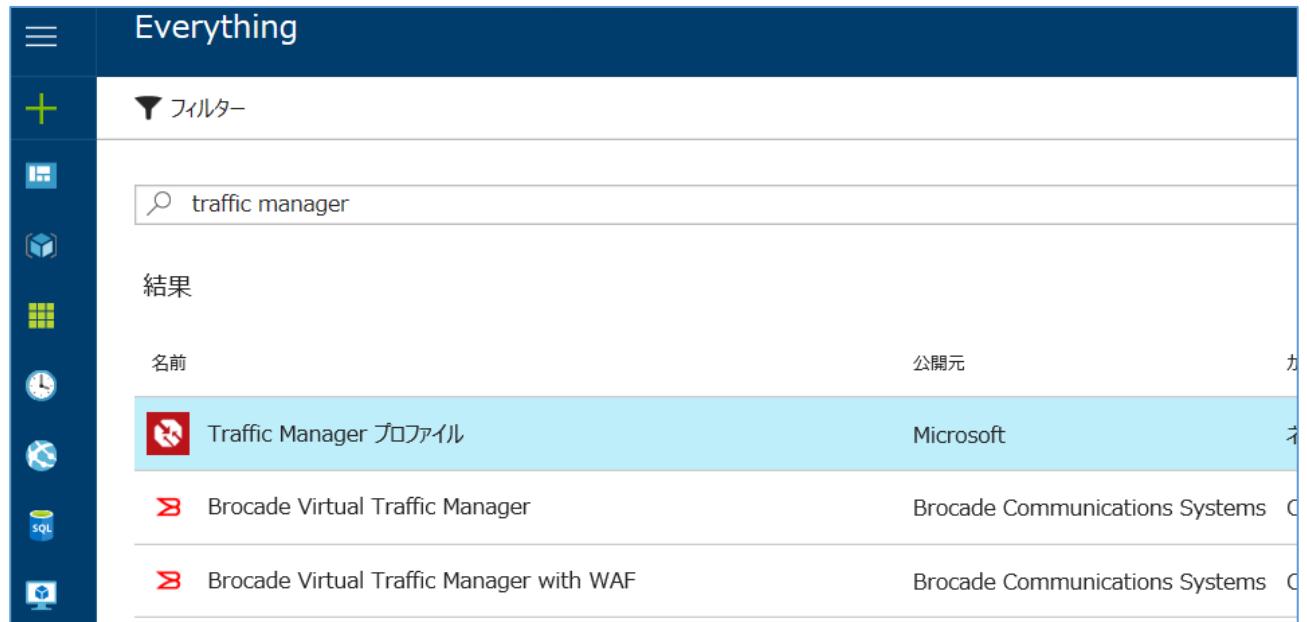 Everything
フィルター
traffic manager
結果
名前 公開元
Traffic Manager プロファイル Microsoft
Brocade Virtual Traffic Manager Brocade Communications Systems
SQL
Brocade Virtual Traffic Manager with WAF Brocade Communications Systems